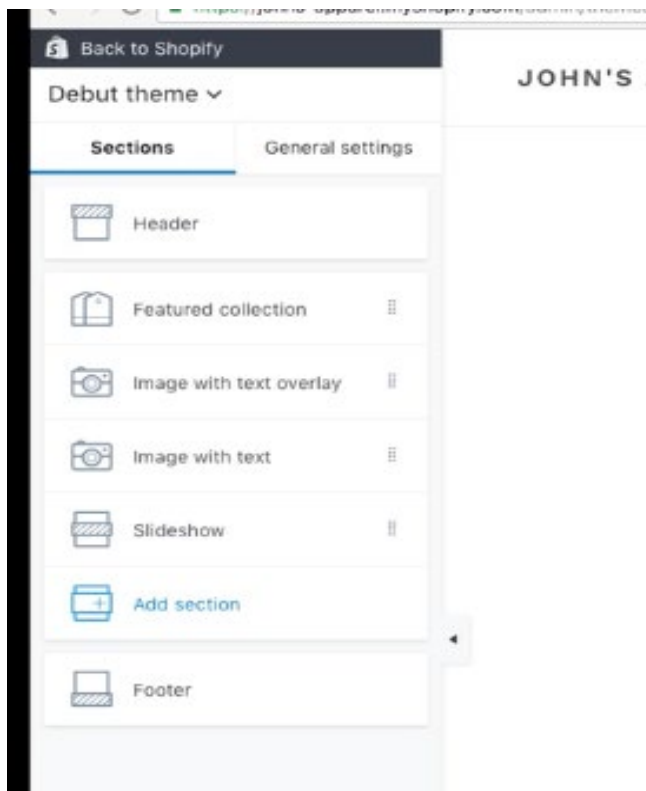 Back to Shopify
Debut theme
JOHN'S
Sections General settings
Header
Featured collection
Image with text overlay
Image with text
Slideshow
Add section
Footer